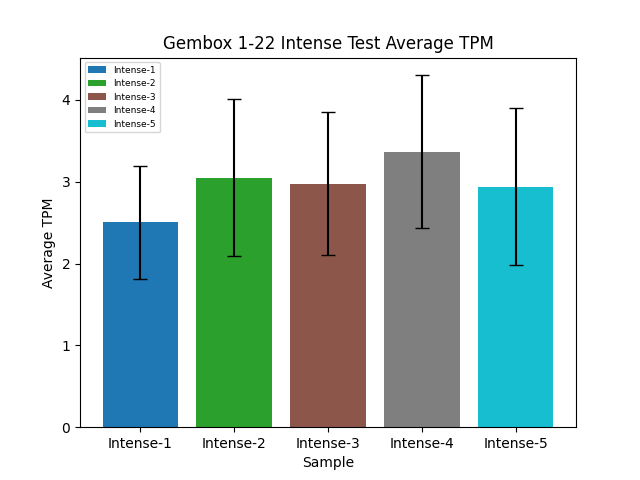 Gembox 1-22 Intense Test Average TPM
Intense-1
Intense-2
Intense-3
Intense-4
Intense-5
Average TPM
4
3
2
1
0
Intense-1 Intense-2 Intense-3 Intense-4 Intense-5
Sample